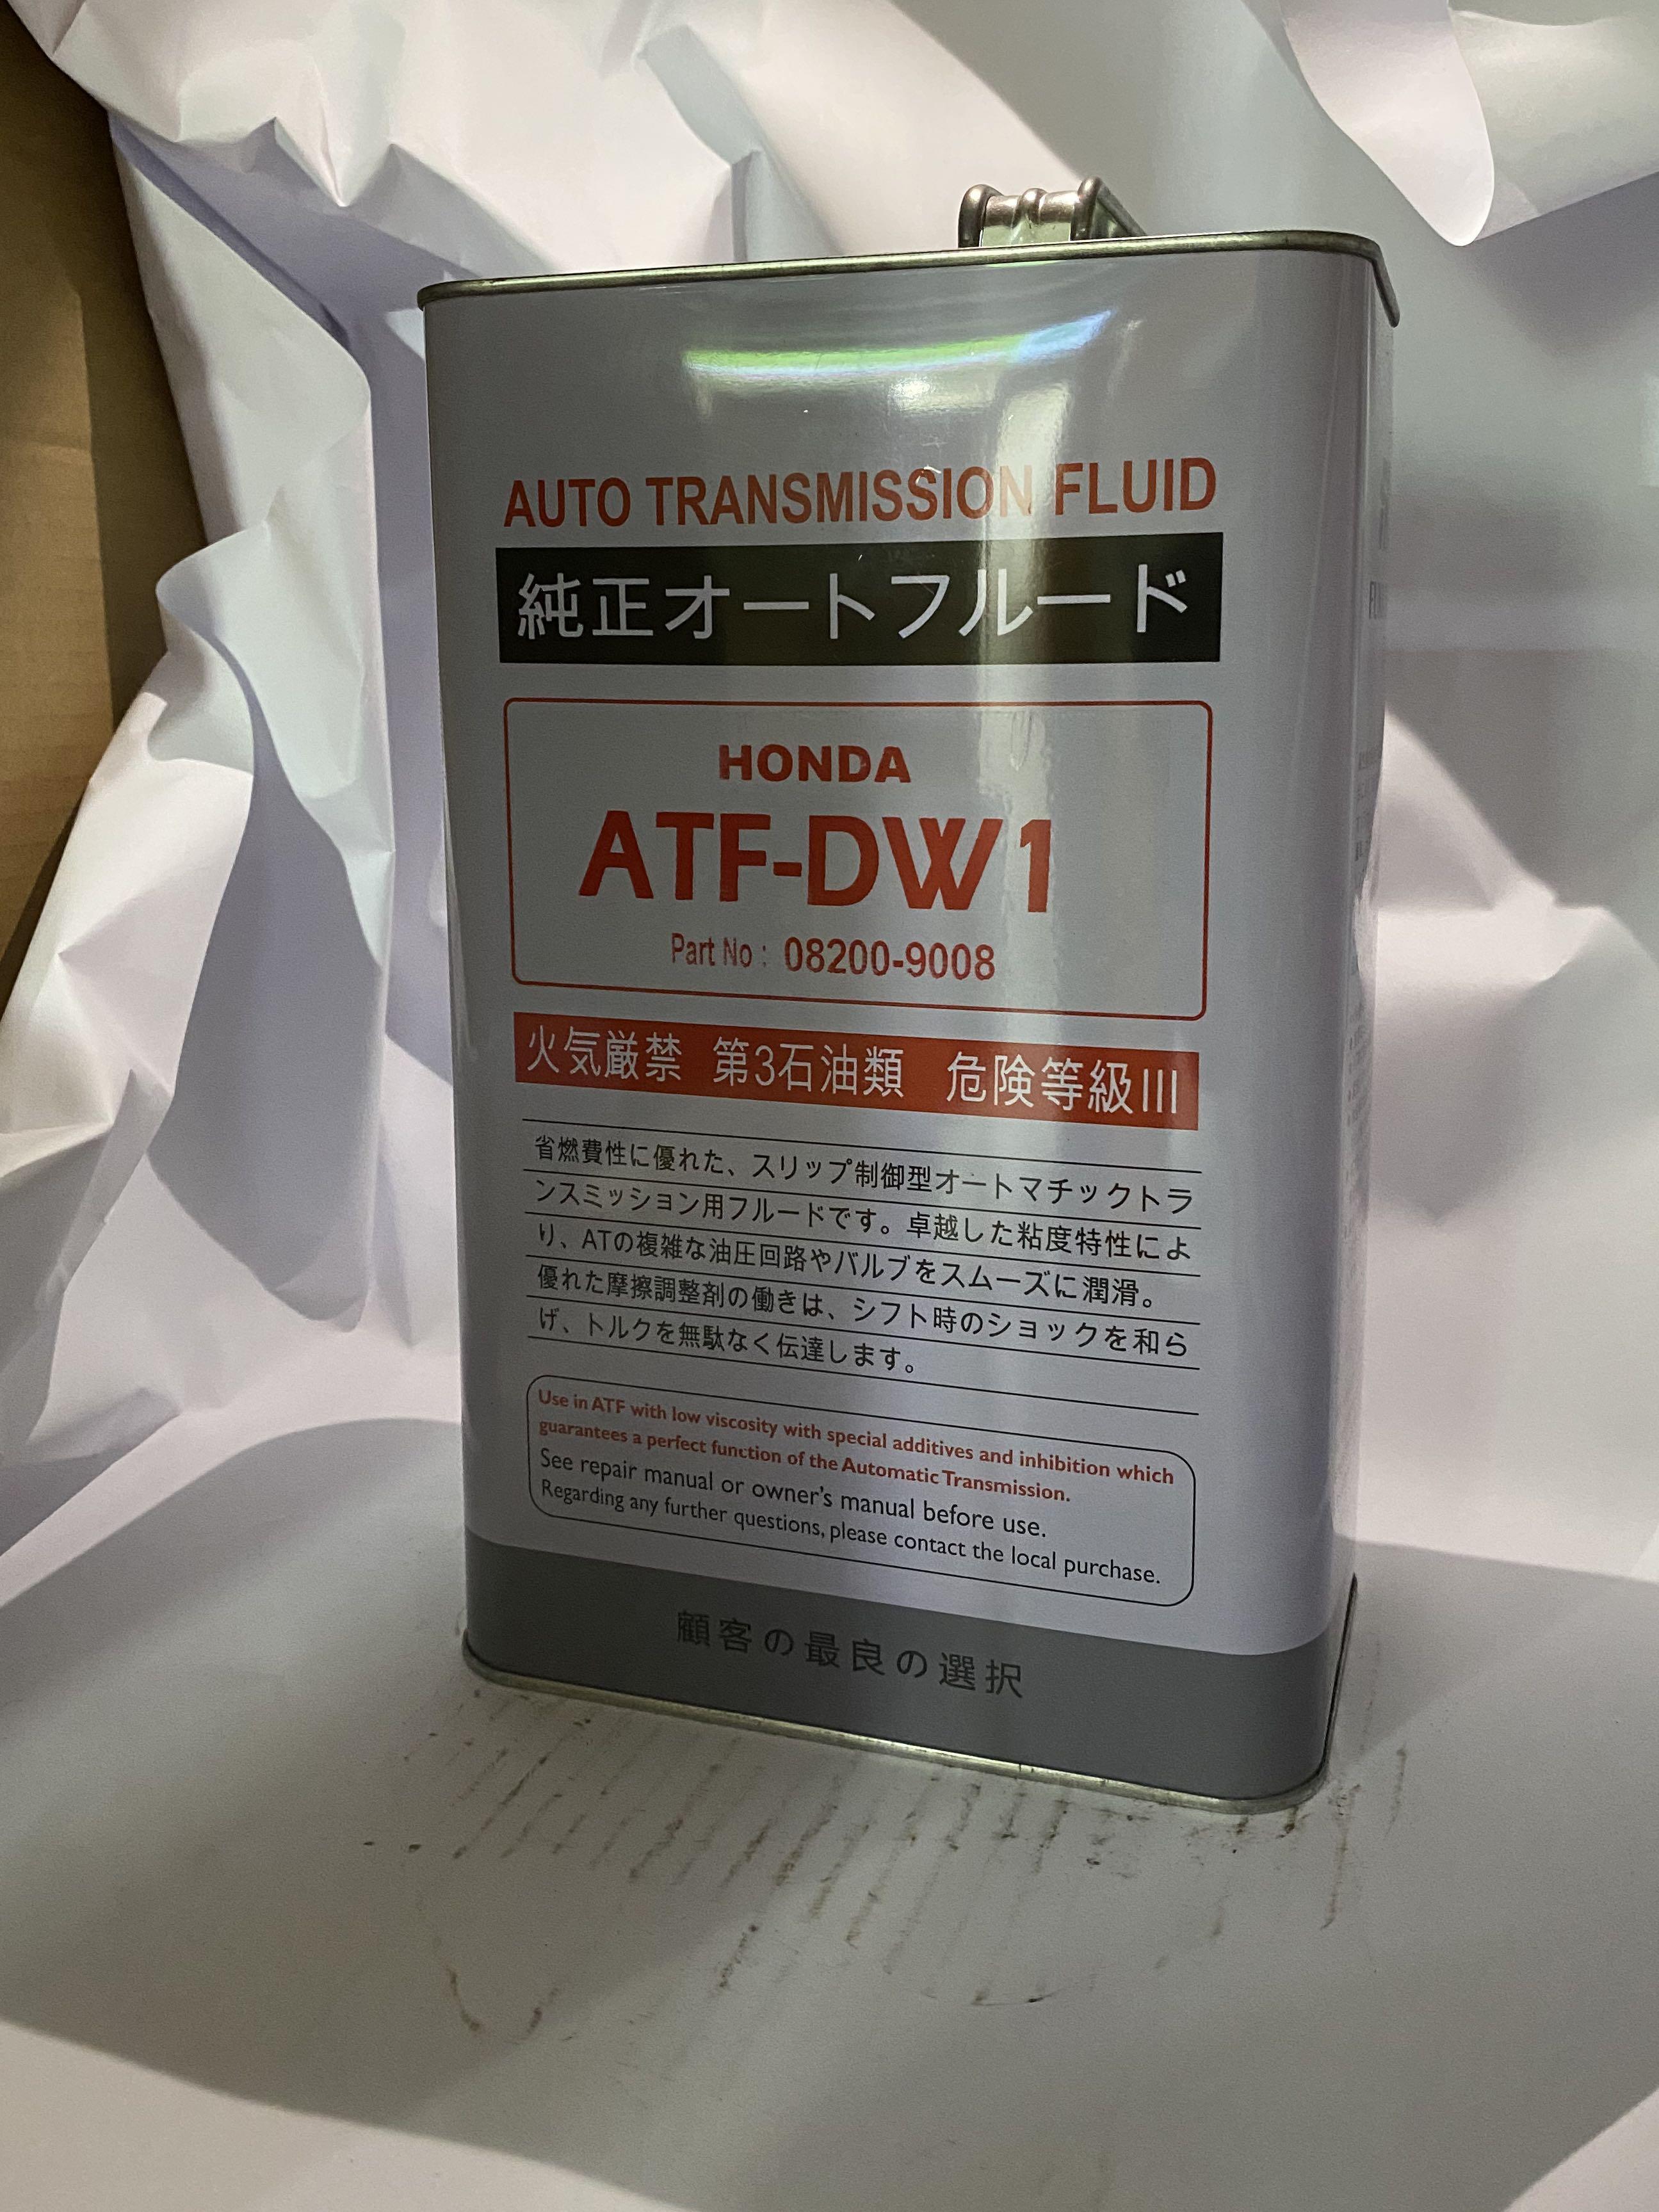 AUTO TRANSMISSION FLUID
純正オートフルード
HONDA
ATF-DW1
Part No : 08200-9008
火気厳禁 第3石油類 危険等級III
省燃費性に優れた、スリップ制御型オートマチックトラ
ンスミッション用フルードです。卓越した粘度特性によ
り、ATの複雑な油圧回路やバルブをスムーズに潤滑。
優れた摩擦調整剤の働きは、シフト時のショックを和ら
げ、トルクを無駄なく伝達します。
Use in ATF with low viscosity with special additives and inhibition which
guarantees a perfect function of the Automatic Transmission.
See repair manual or owner's manual before use.
Regarding any further questions, please contact the local purchase.
顧客の最良の選択